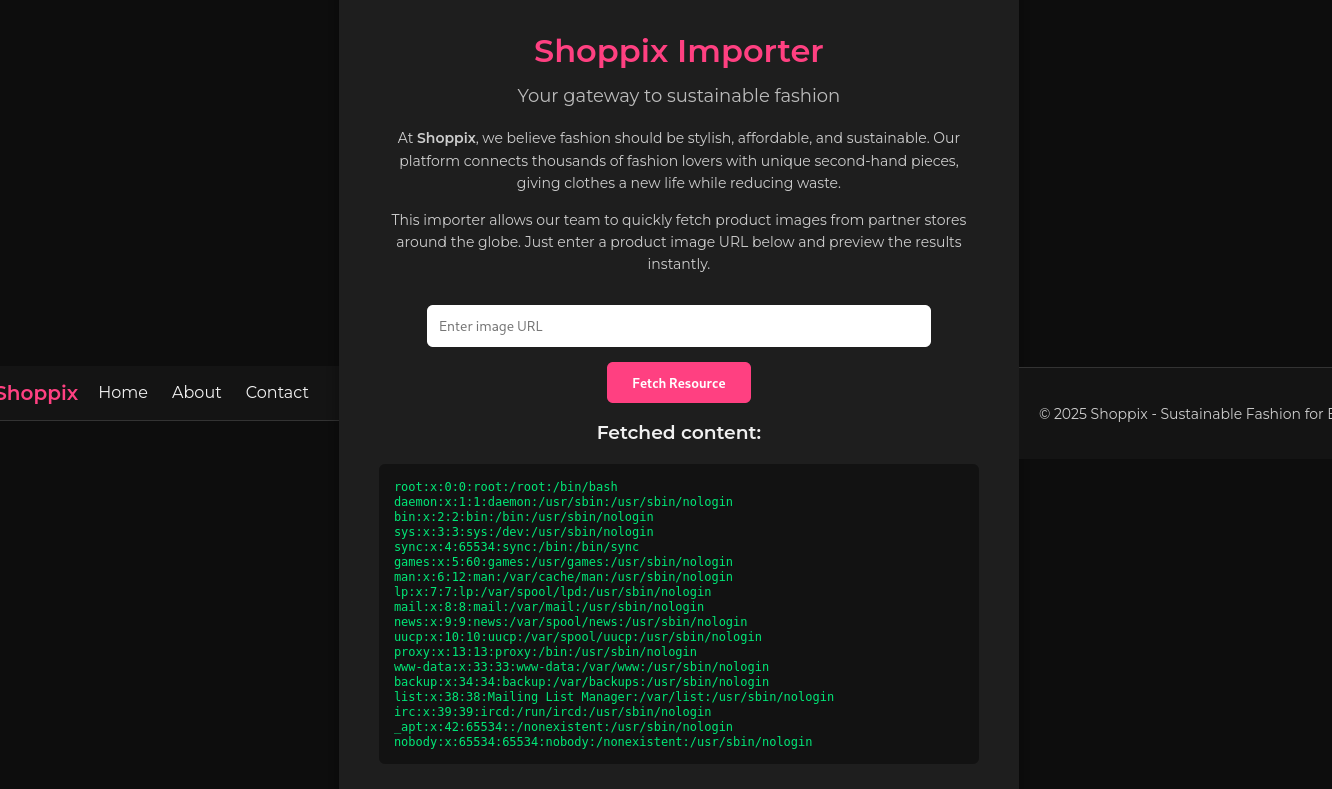 Shoppix Importer
Your gateway to sustainable fashion
At Shoppix, we believe fashion should be stylish, affordable, and sustainable. Our
platform connects thousands of fashion lovers with unique second-hand pieces,
giving clothes a new life while reducing waste.
This importer allows our team to quickly fetch product images from partner stores
around the globe. Just enter a product image URL below and preview the results
instantly.
Enter image URL
Fetch Resource
Shoppix Home About Contact
© 2025 Shoppix - Sustainable Fashion for
Fetched content:
root:x:0:0:root:/root:/bin/bash
daemon:x:1:1:daemon:/usr/sbin:/usr/sbin/nologin
bin:x:2:2:bin:/bin:/usr/sbin/nologin
sys:x:3:3:sys:/dev:/usr/sbin/nologin
sync:x:4:65534:sync:/bin:/bin/sync
games:x:5:60:games:/usr/games:/usr/sbin/nologin
man:x:6:12:man:/var/cache/man:/usr/sbin/nologin
lp:x:7:7:lp:/var/spool/lpd:/usr/sbin/nologin
mail:x:8:8:mail:/var/mail:/usr/sbin/nologin
news:x:9:9:news:/var/spool/news:/usr/sbin/nologin
uucp:x:10:10:uucp:/var/spool/uucp:/usr/sbin/nologin
proxy:x:13:13:proxy:/bin:/usr/sbin/nologin
www-data:x:33:33:www-data:/var/www:/usr/sbin/nologin
backup:x:34:34:backup:/var/backups:/usr/sbin/nologin
list:x:38:38:Mailing List Manager:/var/list:/usr/sbin/nologin
irc:x:39:39:ircd:/run/ircd:/usr/sbin/nologin
_apt:x:42:65534::/nonexistent:/usr/sbin/nologin
nobody:x:65534:65534:nobody:/nonexistent:/usr/sbin/nologin